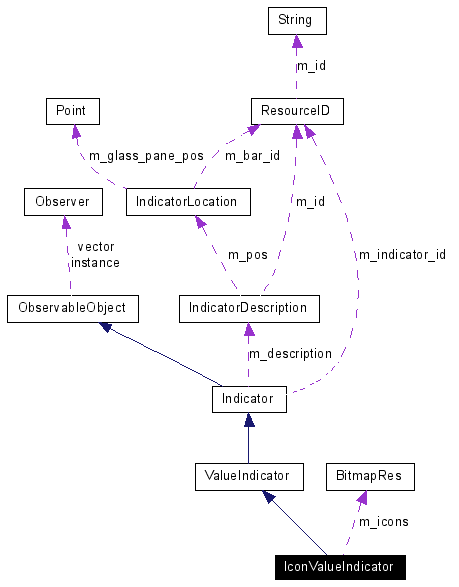 String
m_id
Point
ResourceID
m_glass_pane_pos
m_bar_id
Observer
IndicatorLocation
m_id
vector
instance
m_pos
m_indicator_id
ObservableObject
IndicatorDescription
m_description
Indicator
ValueIndicator
BitmapRes
m_icons
IconValueIndicator